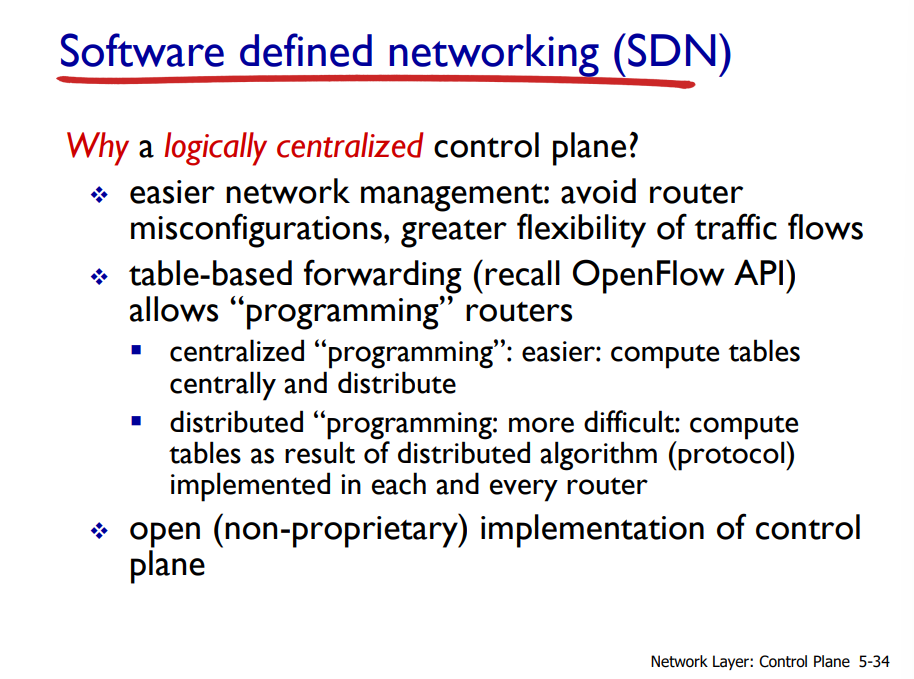 Software defined networking (SDN)
Why a logically centralized control plane?
easier network management: avoid router
misconfigurations, greater flexibility of traffic flows
table-based forwarding (recall OpenFlow API)
allows “programming” routers
centralized “programming”: easier: compute tables
centrally and distribute
distributed “programming: more difficult: compute
tables as result of distributed algorithm (protocol)
implemented in each and every router
open (non-proprietary) implementation of control
plane
Network Layer: Control Plane 5-34